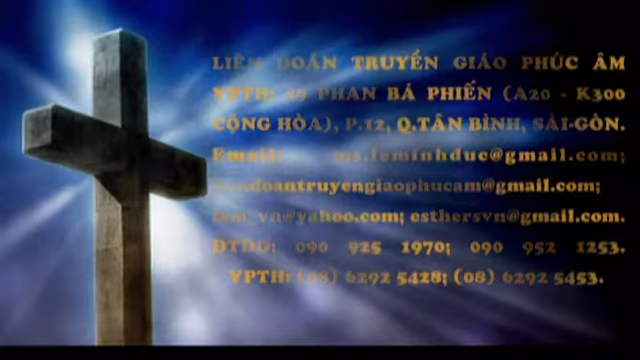 LIÊN ĐOÀN TRUYỀN GIÁO PHÚC ÂM
VPTH: 29 PHAN BÁ PHIẾN (A20 - K300
CỘNG HÒA), P.12, Q.TÂN BÌNH, SÀI-GÒN.
Email: ms.leminhduc@gmail.com;
liendoantruyengiaophucam@gmail.com;
@yahoo.com; esthersvn@gmail.com.
ĐTDĐ: 090 925 1970; 090 952 1253.
VPTH: (08) 6292 5428; (08) 6292 5453.